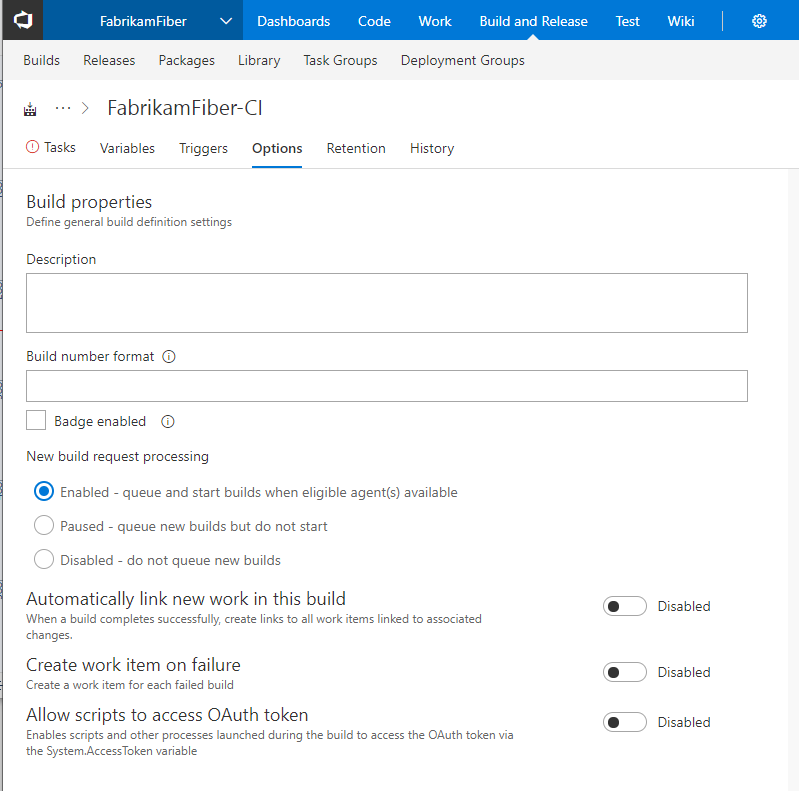 FabrikamFiber Dashboards Code Work Build and Release Test Wiki
Builds Releases Packages Library Task Groups Deployment Groups
··· > FabrikamFiber-CI
Tasks Variables Triggers Options Retention History
Build properties
Define general build definition settings
Description
Build number format
Badge enabled
New build request processing
Enabled - queue and start builds when eligible agent(s) available
Paused - queue new builds but do not start
Disabled - do not queue new builds
Automatically link new work in this build
Disabled
When a build completes successfully, create links to all work items linked to associated
changes.
Create work item on failure
Disabled
Create a work item for each failed build
Allow scripts to access OAuth token
Disabled
Enables scripts and other processes launched during the build to access the OAuth token via
the System.AccessToken variable